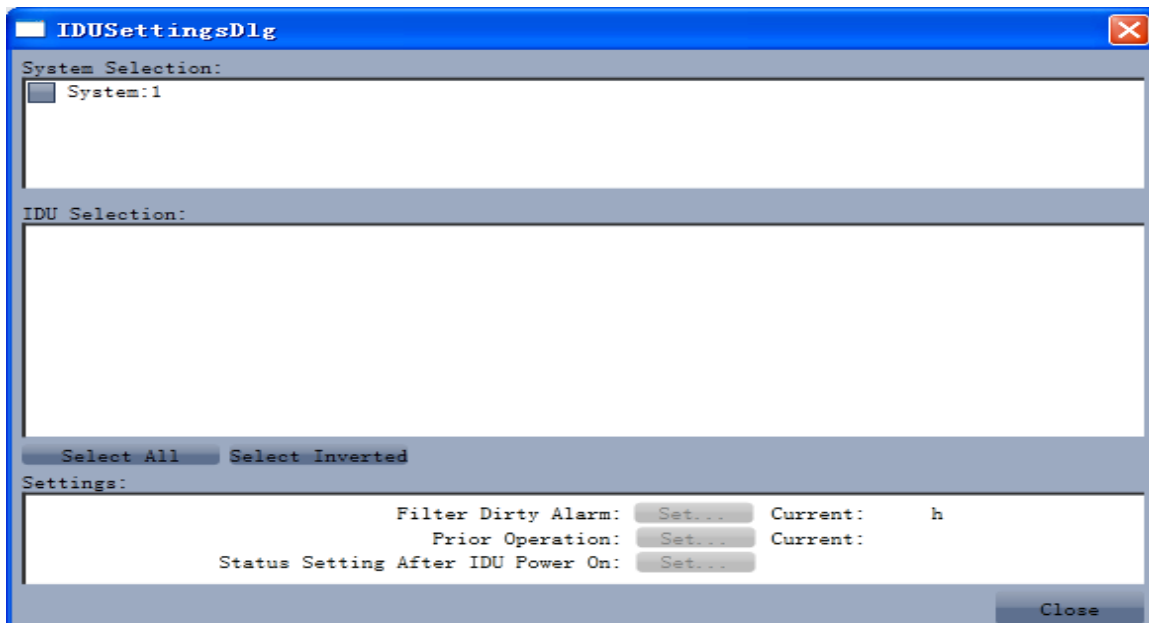 IDUSettingsDlg
System Selection:
System:1
IDU Selection:
Select All Select Inverted
Settings:
Filter Dirty Alarm: Set... Current: h
Prior Operation: Set... Current:
Status Setting After IDU Power On: Set...
Close